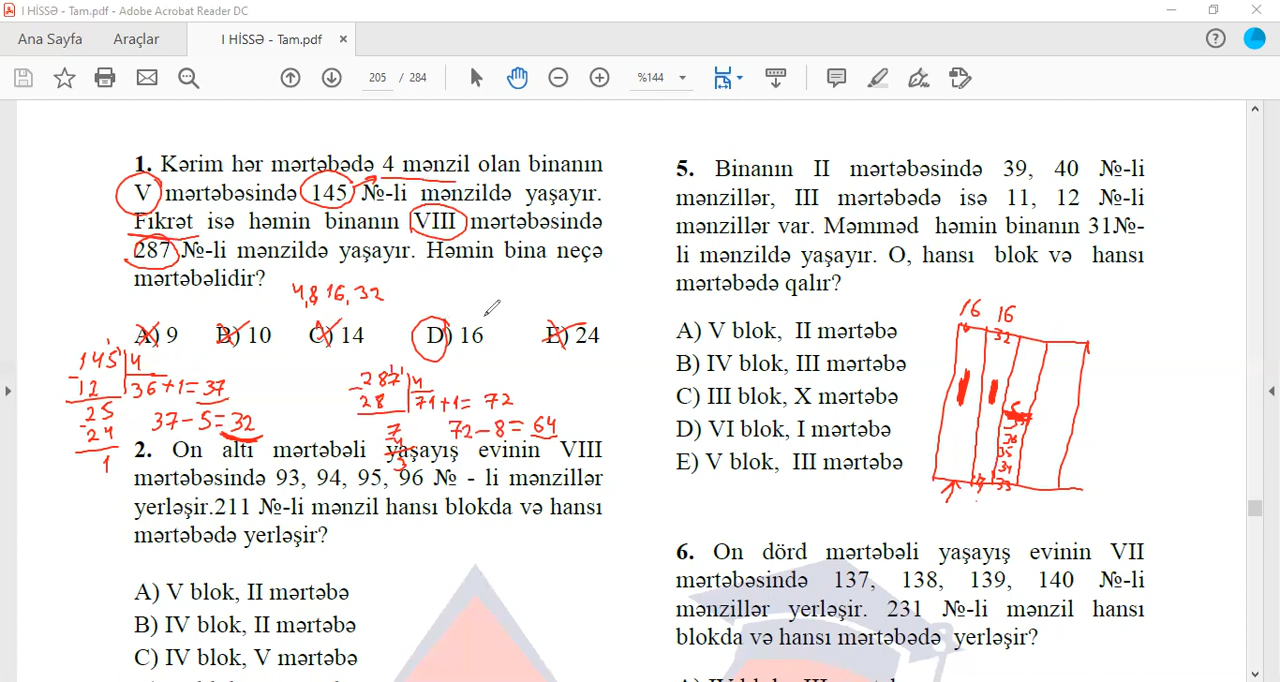 I HİSSƏ - Tam.pdf - Adobe Acrobat Reader DC
Ana Sayfa Araçlar I HİSSƏ - Tam.pdf ×
205 / 284 %144
1. Kərim hər mərtəbədə 4 mənzil olan binanın
V mərtəbəsində 145 №-li mənzildə yaşayır.
Fikrət isə həmin binanın VIII mərtəbəsində
287 №-li mənzildə yaşayır. Həmin bina neçə
mərtəbəlidir?
4, 8, 16, 32
A) 9 B) 10 C) 14 D) 16 E) 24
145 4
-12 36+1=37
-25 37-5=32
24
1
-287 4
28 71+1=72
7 72-8=64
4
3
2. On altı mərtəbəli yaşayış evinin VIII
mərtəbəsində 93, 94, 95, 96 № - li mənzillər
yerləşir.211 №-li mənzil hansı blokda və hansı
mərtəbədə yerləşir?
A) V blok, II mərtəbə
B) IV blok, II mərtəbə
C) IV blok, V mərtəbə
5. Binanın II mərtəbəsində 39, 40 №-li
mənzillər, III mərtəbədə isə 11, 12 №-li
mənzillər var. Məmməd həmin binanın 31№-
li mənzildə yaşayır. O, hansı blok və hansı
mərtəbədə qalır?
A) V blok, II mərtəbə
B) IV blok, III mərtəbə
C) III blok, X mərtəbə
D) VI blok, I mərtəbə
E) V blok, III mərtəbə
16 16
32
5
36
35
34
17 33
6. On dörd mərtəbəli yaşayış evinin VII
mərtəbəsində 137, 138, 139, 140 №-li
mənzillər yerləşir. 231 №-li mənzil hansı
blokda və hansı mərtəbədə yerləşir?